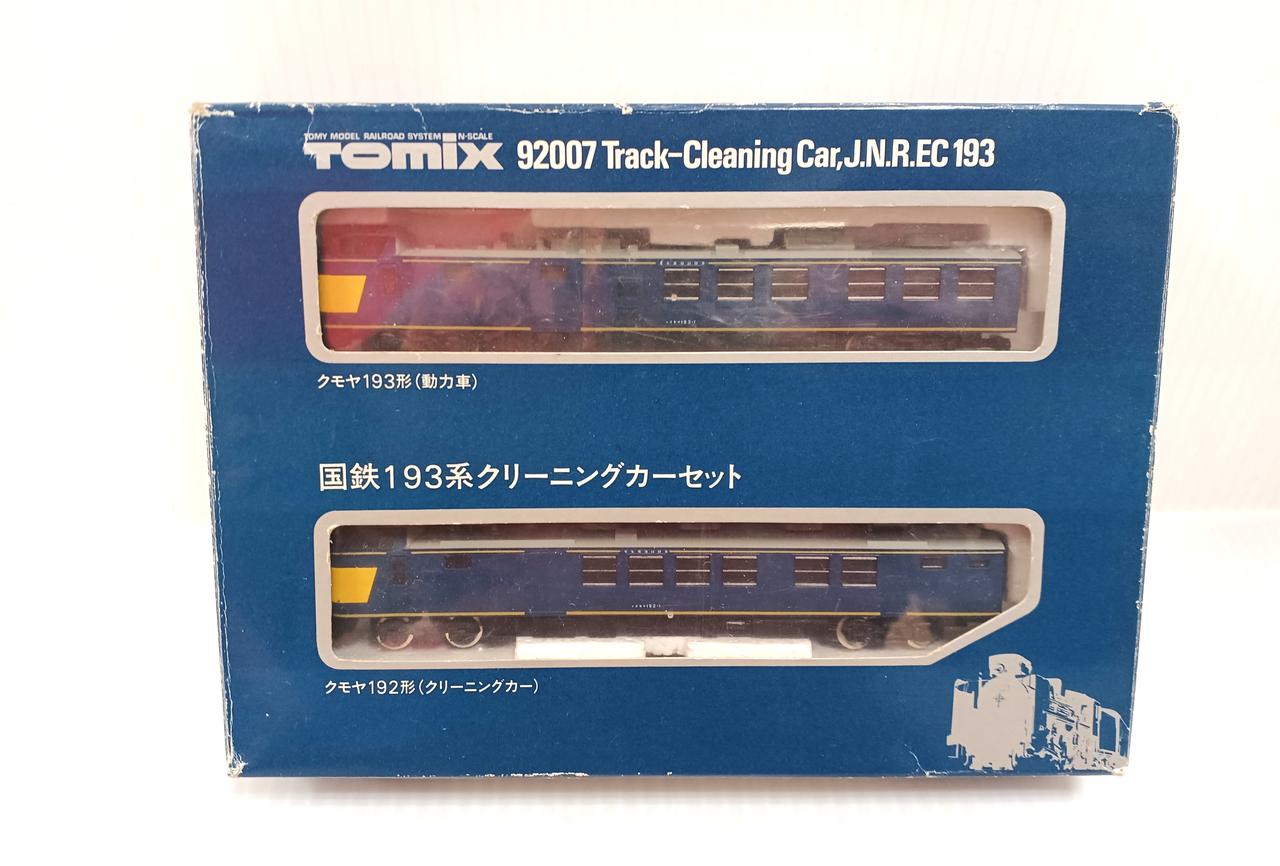 TOMY MODEL RAILROAD SYSTEM N-SCALE
TOMIX 92007 Track-Cleaning Car,J.N.R.EC 193
クモヤ193形(動力車)
国鉄193系クリーニングカーセット
クモヤ192形(クリーニングカー)